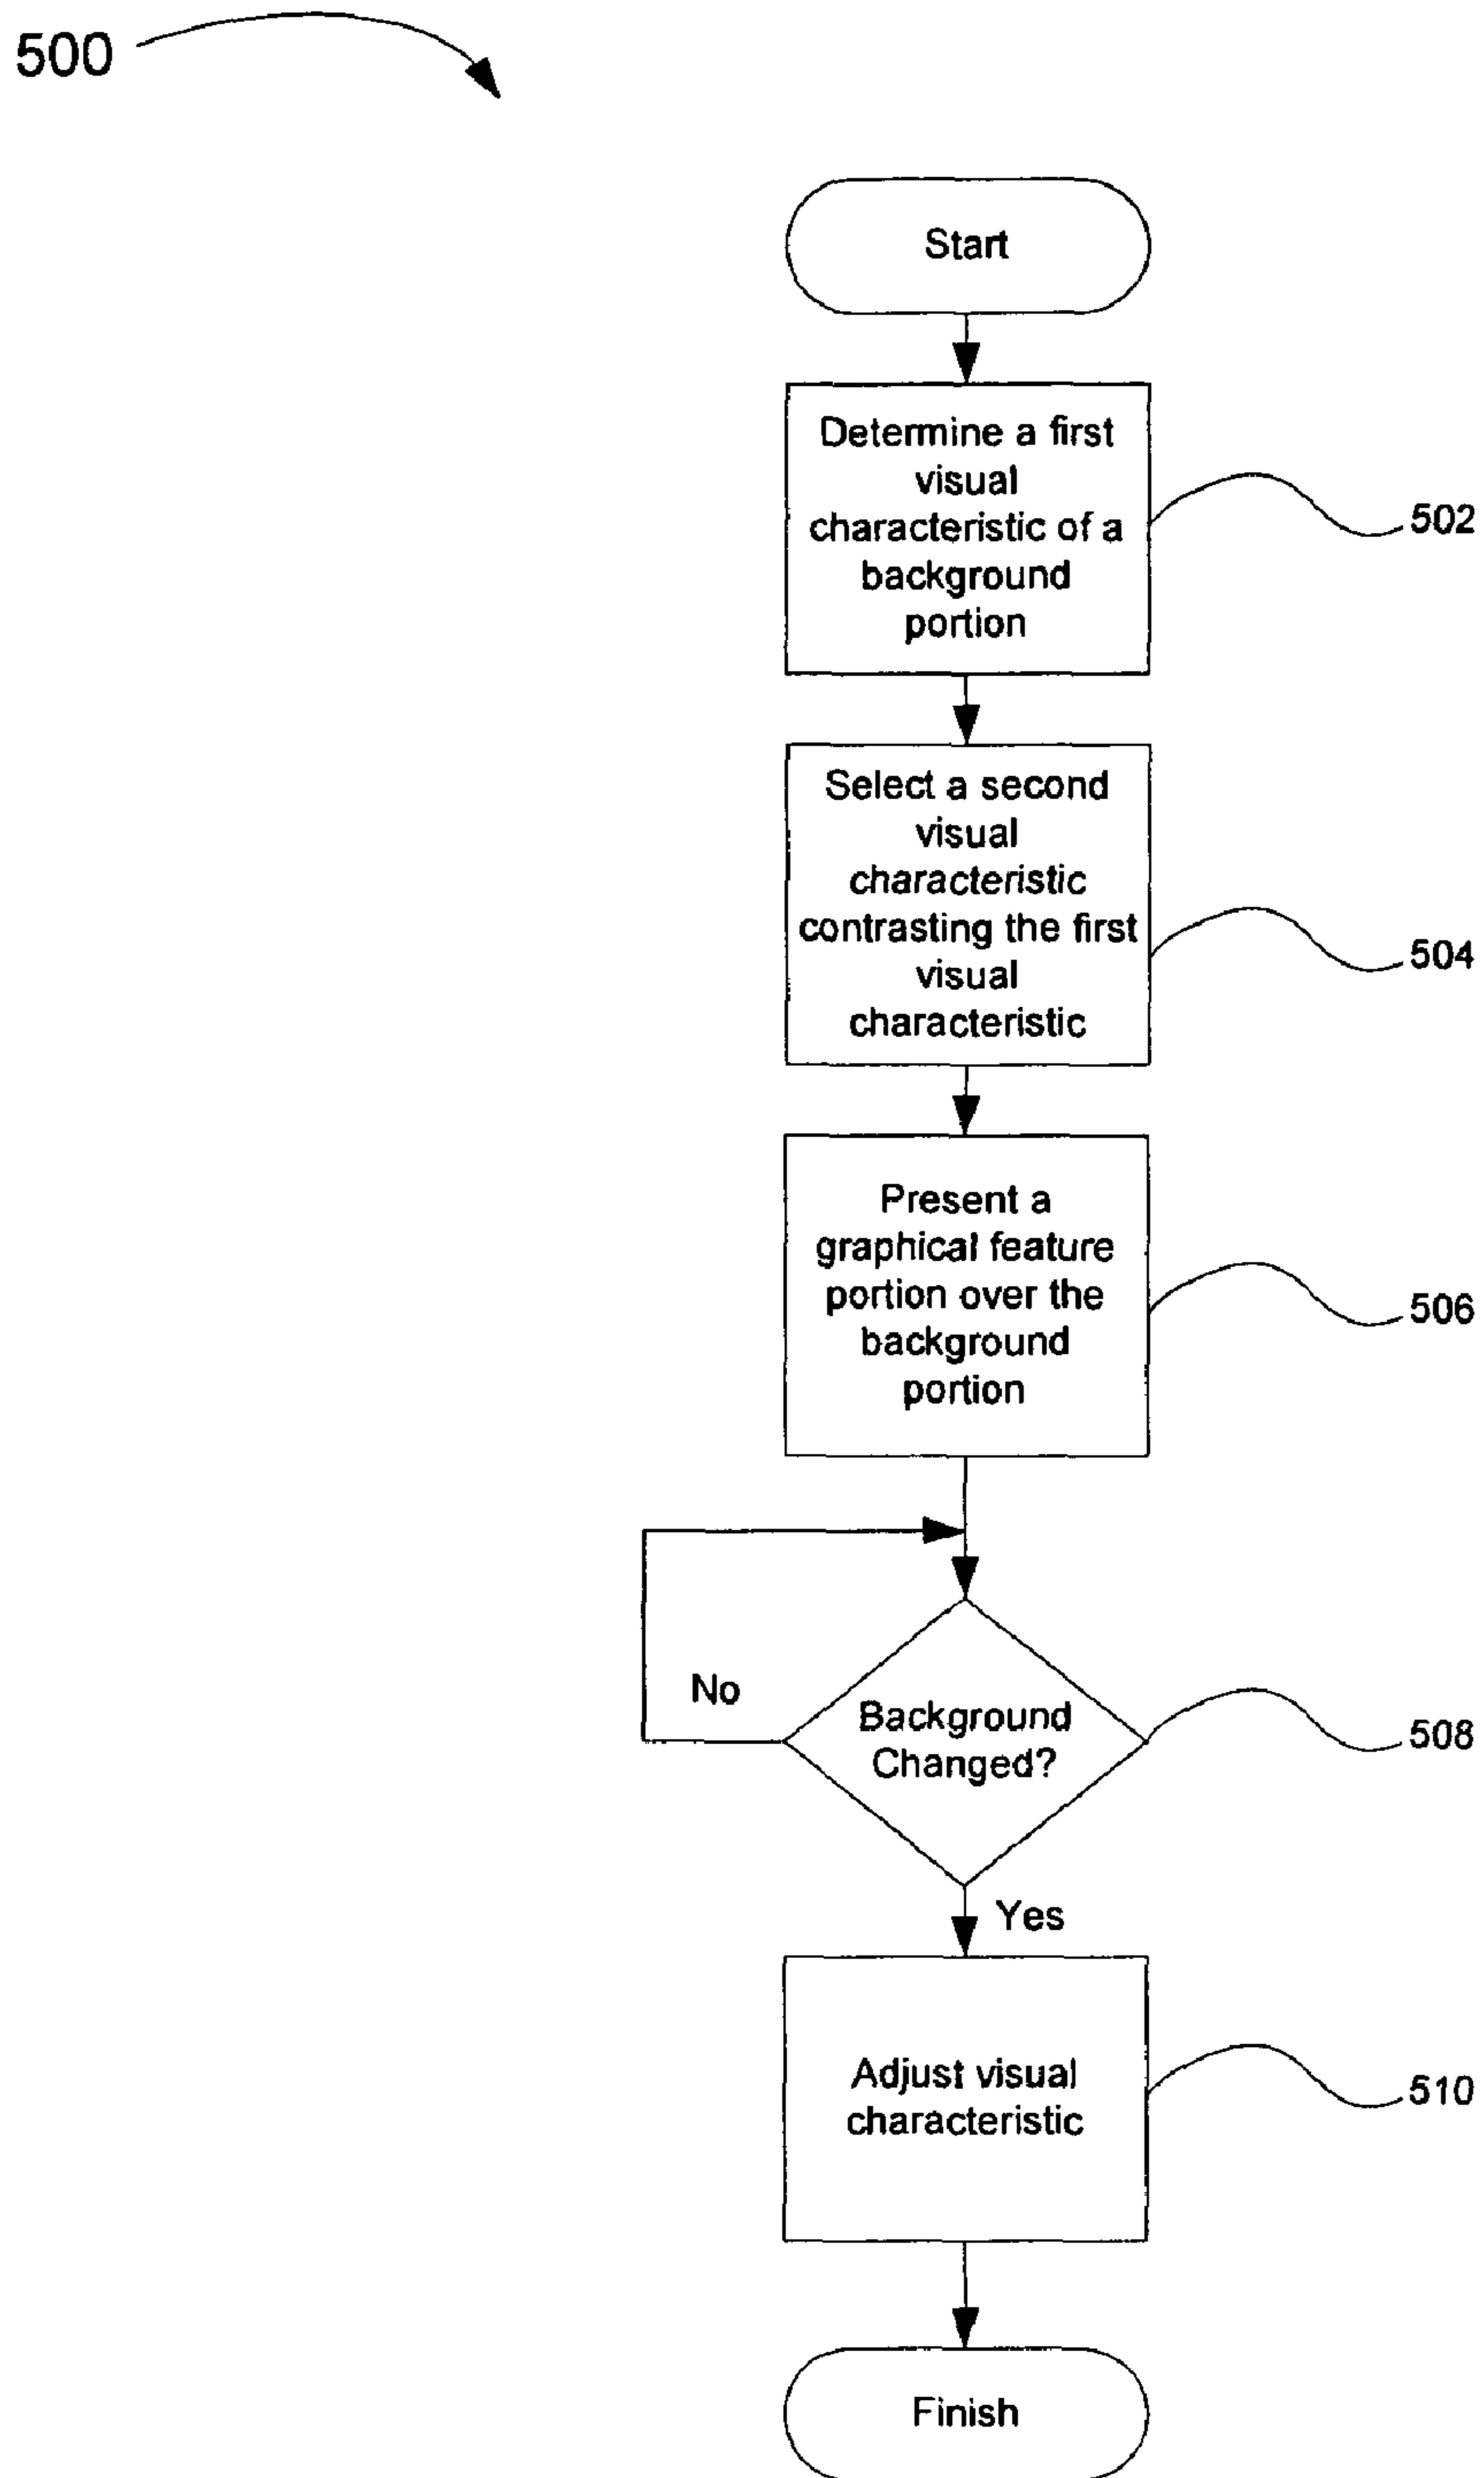 500
Start
Determine a first
visual
characteristic of a
background
portion
502
Select a second
visual
characteristic
contrasting the first
visual
characteristic
504
Present a
graphical feature
portion over the
background
portion
506
No
Background
Changed?
508
Yes
Adjust visual
characteristic
510
Finish